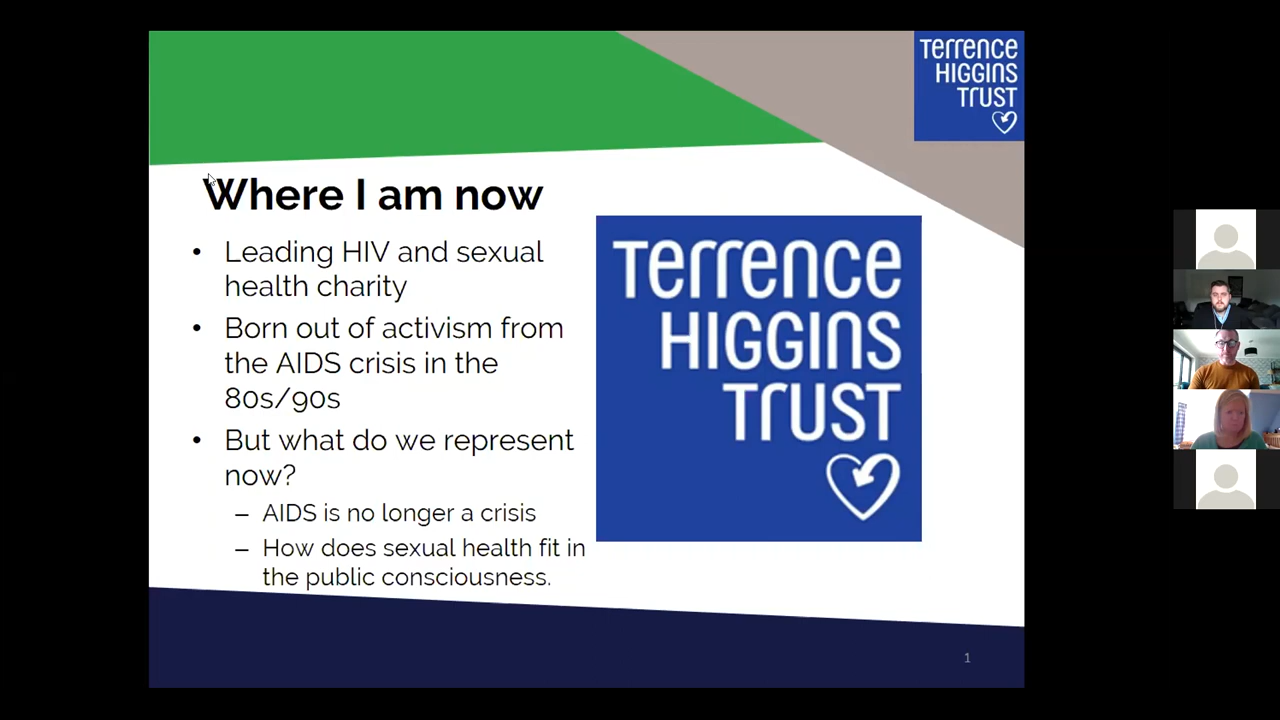 Terrence
HIGGINS
TRUST
Where I am now
• Leading HIV and sexual
health charity
• Born out of activism from
the AIDS crisis in the
80s/90s
• But what do we represent
now?
– AIDS is no longer a crisis
– How does sexual health fit in
the public consciousness.
Terrence
HIGGINS
TRUST
1